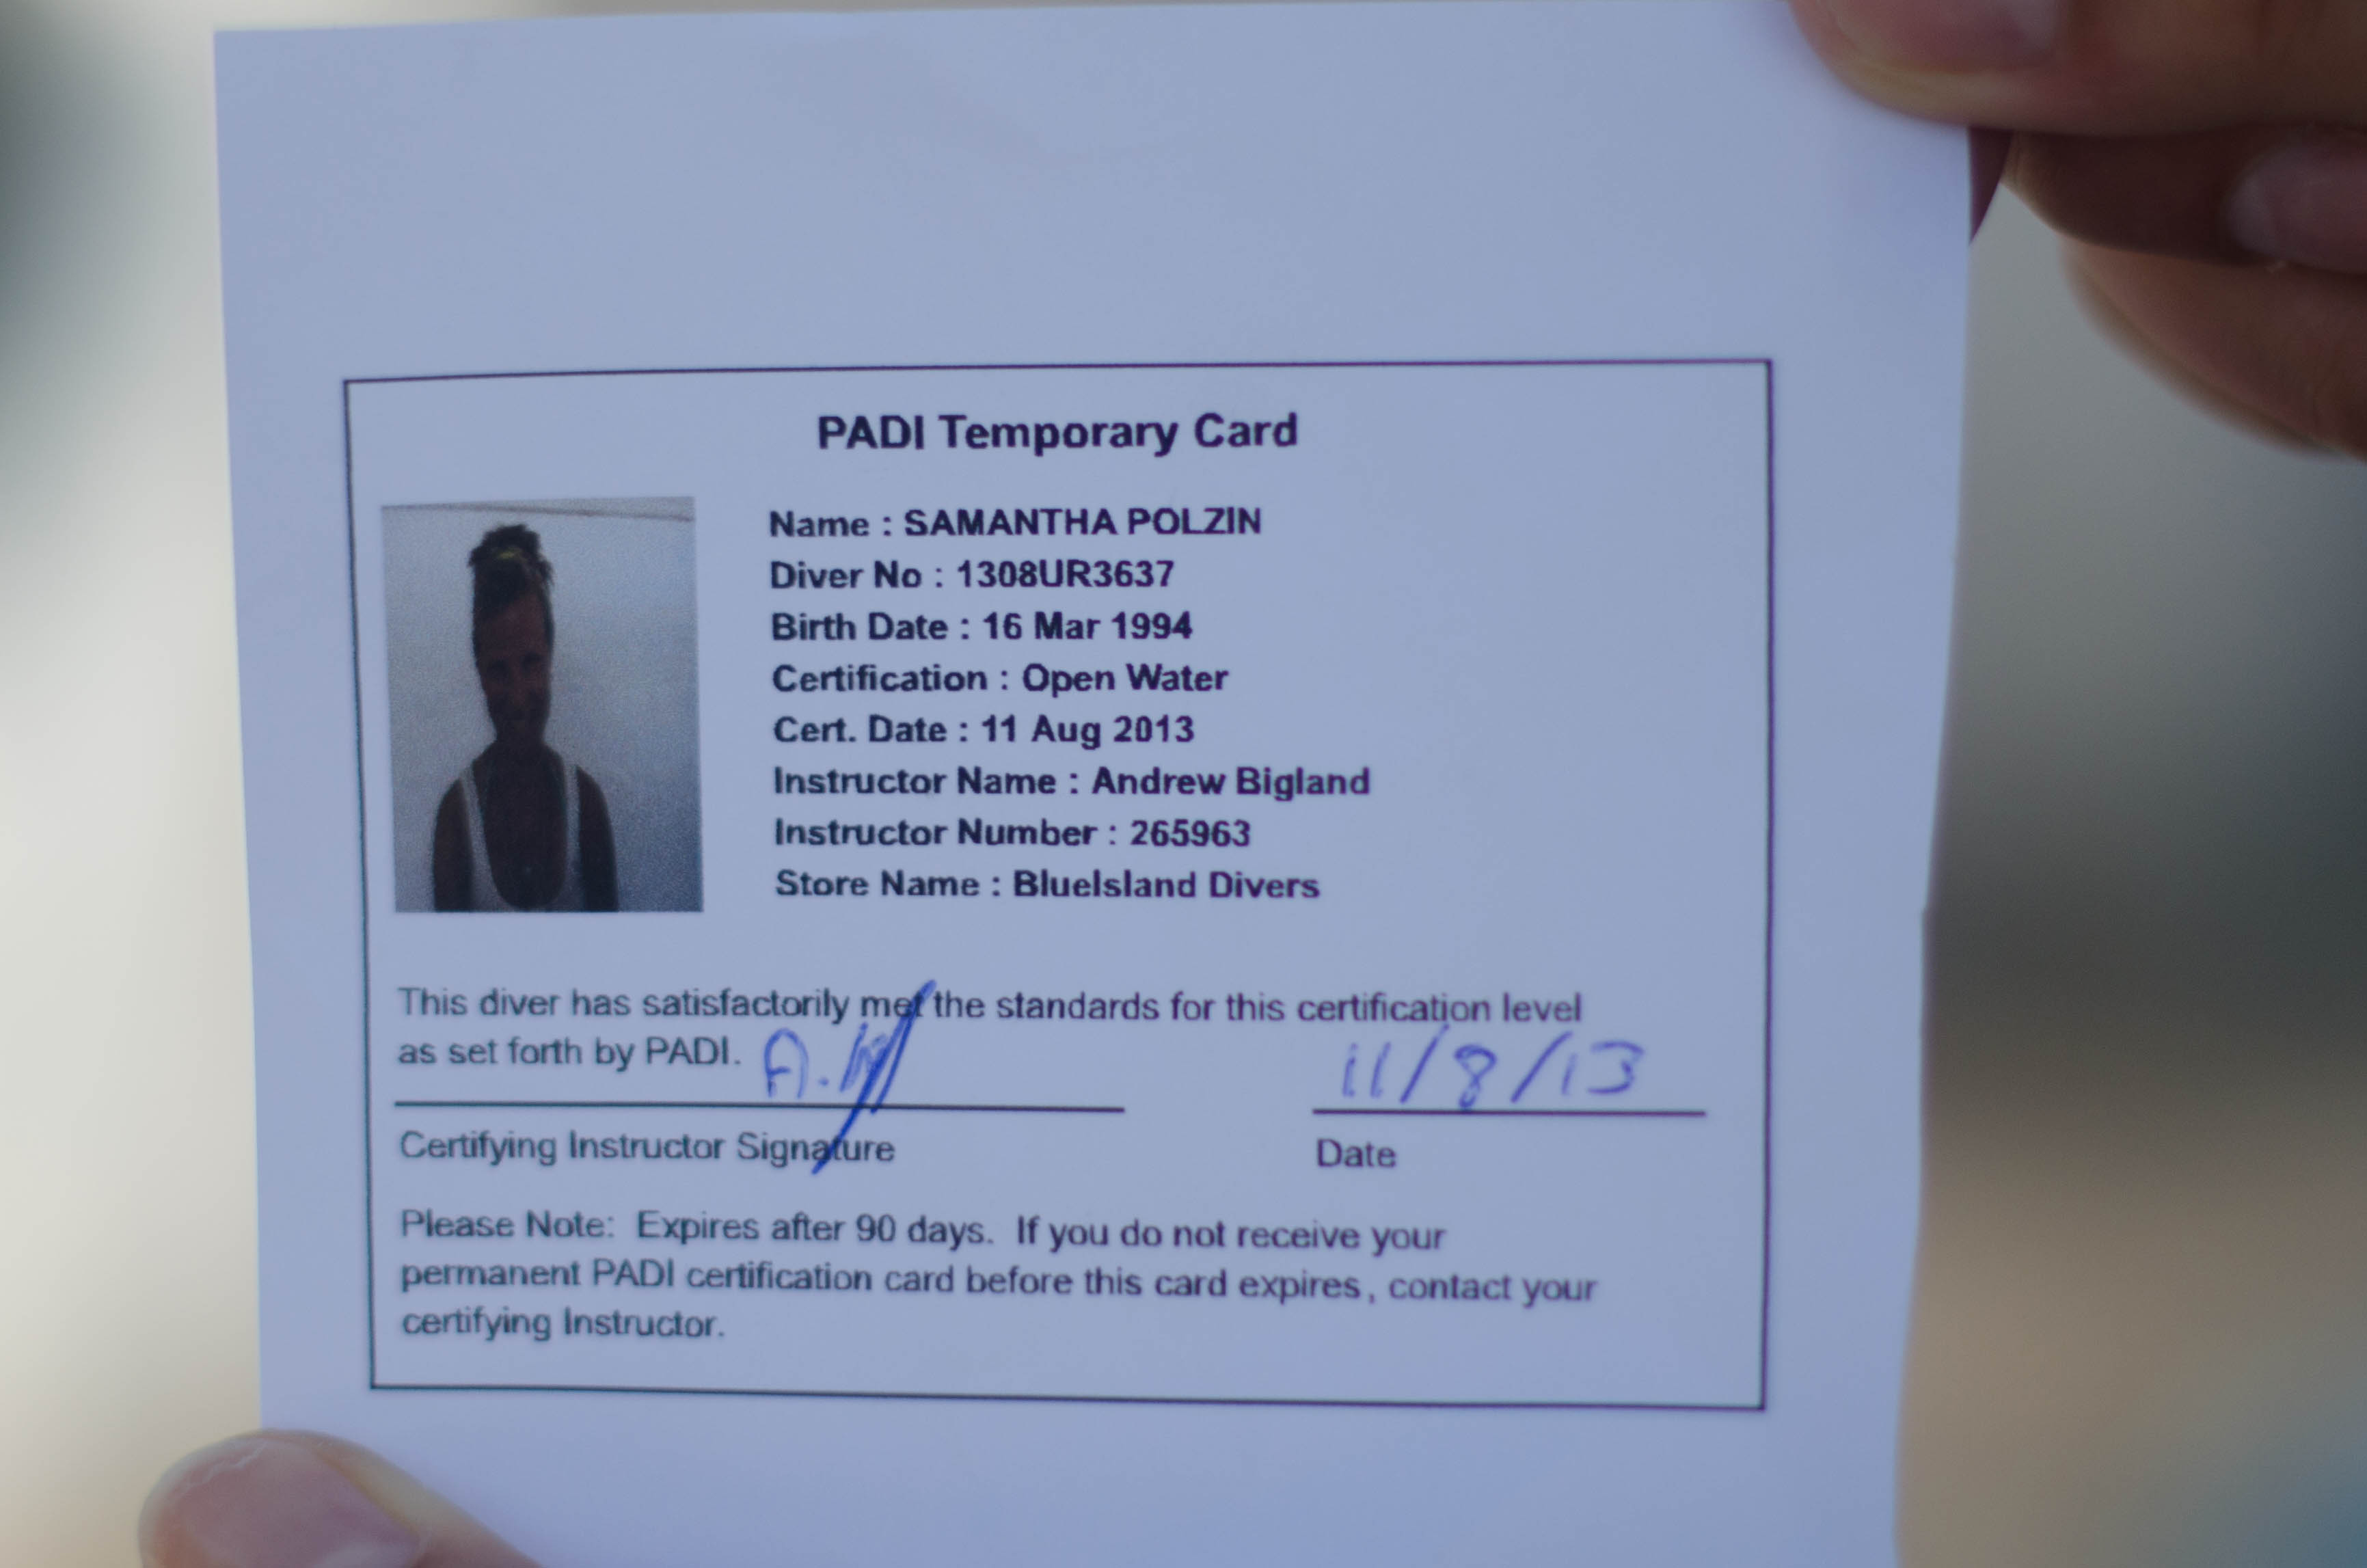 PADI Temporary Card
Name : SAMANTHA POLZIN
Diver No : 1308UR3637
Birth Date : 16 Mar 1994
Certification : Open Water
Cert. Date : 11 Aug 2013
Instructor Name : Andrew Bigland
Instructor Number : 265963
Store Name : BlueIsland Divers
This diver has satisfactorily met the standards for this certification level
as set forth by PADI.
11/8/13
Certifying Instructor Signature
Date
Please Note:  Expires after 90 days.  If you do not receive your
permanent PADI certification card before this card expires, contact your
certifying Instructor.